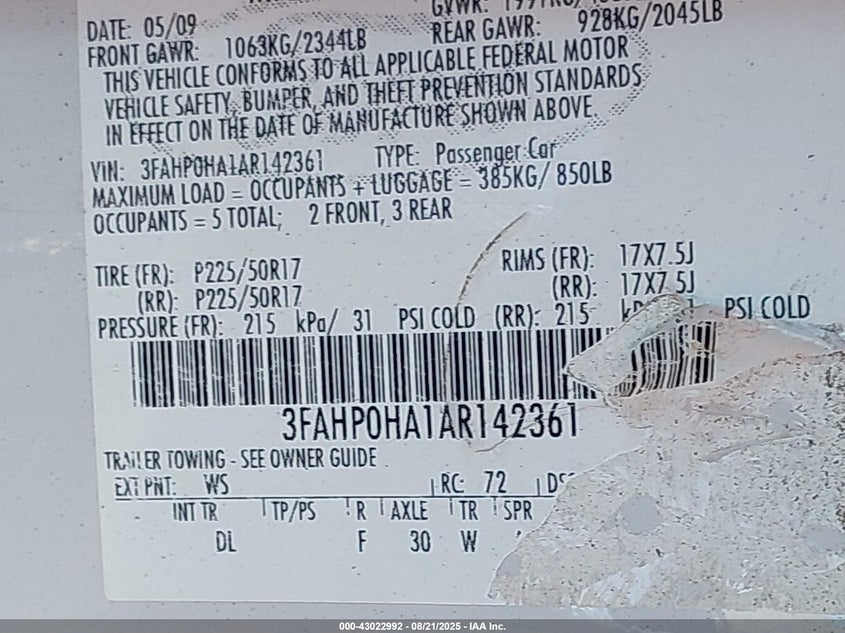 DATE: 05/09
GVWR:
FRONT GAWR: 1063KG/2344LB REAR GAWR: 928KG/2045LB
THIS VEHICLE CONFORMS TO ALL APPLICABLE FEDERAL MOTOR
VEHICLE SAFETY, BUMPER, AND THEFT PREVENTION STANDARDS
IN EFFECT ON THE DATE OF MANUFACTURE SHOWN ABOVE.
VIN: 3FAHP0HA1AR142361 TYPE: Passenger Car
MAXIMUM LOAD = OCCUPANTS + LUGGAGE = 385KG/ 850LB
OCCUPANTS = 5 TOTAL; 2 FRONT, 3 REAR
TIRE (FR): P225/50R17 RIMS (FR): 17X7.5J
(RR): P225/50R17 (RR): 17X7.5J
PRESSURE (FR): 215 kPa/ 31 PSI COLD (RR): 215 PSI COLD
3FAHP0HA1AR142361
TRAILER TOWING - SEE OWNER GUIDE
EXT PNT: WS RC: 72
INT TR TP/PS R AXLE TR SPR
DL F 30 W
000-43022992 - 08/21/2025 - IAA Inc.